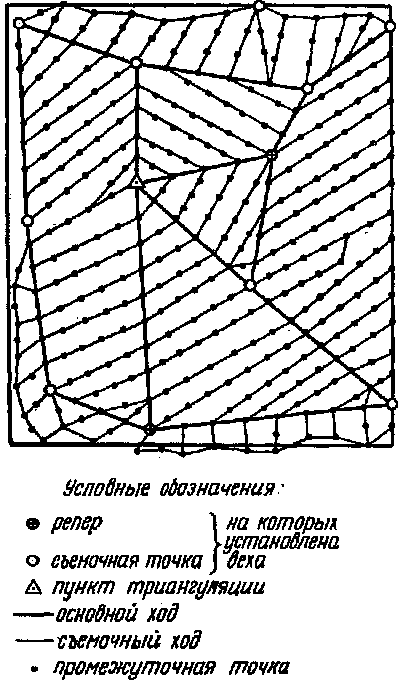 Условные обозначения:
репер
съемочная точка
на которых
установлена
веха
пункт триангуляции
основной ход
съемочный ход
промежуточная точка